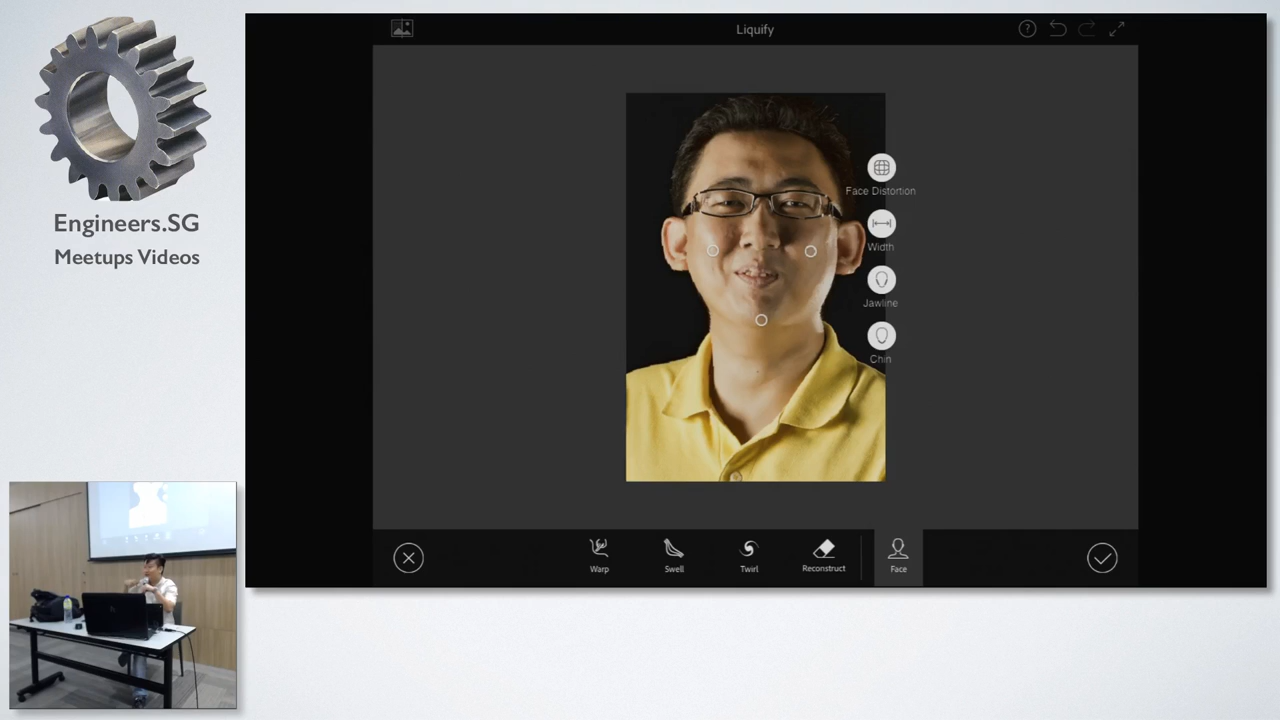 Engineers.SG
Meetups Videos
Liquify
?
Face Distortion
Width
Jawline
Chin
Warp
Swell
Twirl
Reconstruct
Face